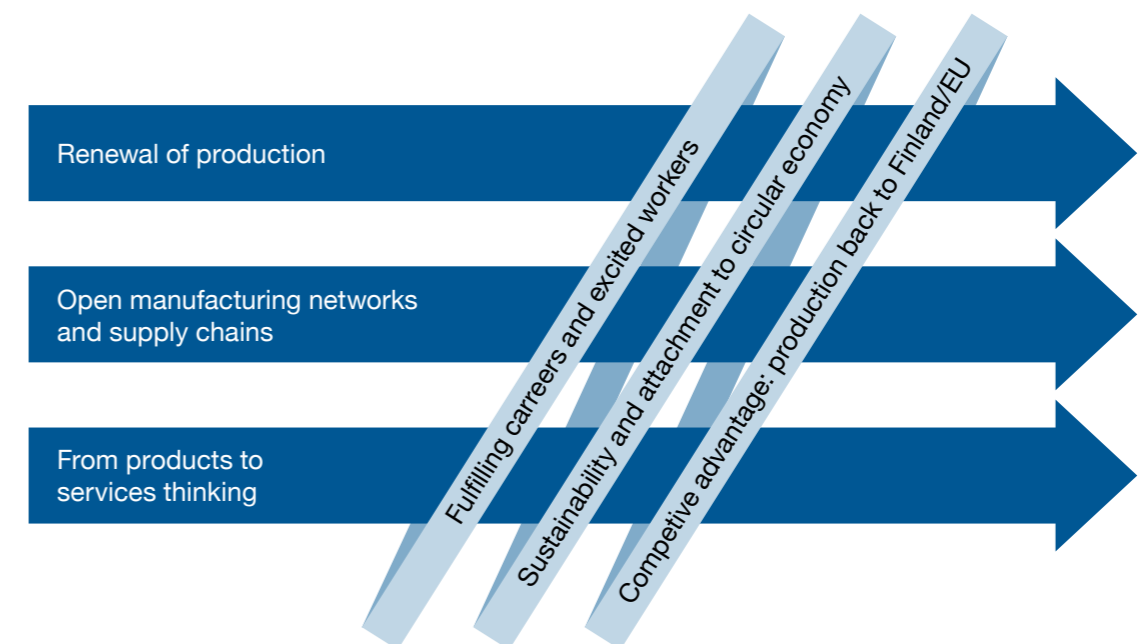 Renewal of production
Open manufacturing networks
and supply chains
From products to
services thinking
Fulfilling carreers and excited workers
Sustainability and attachment to circular economy
Competive advantage: production back to Finland/EU